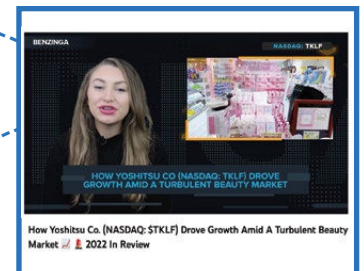 BENZINGA
NASDAQ: TKLF
HOW YOSHITSU CO (NASDAQ: TKLF) DROVE
GROWTH AMID A TURBULENT BEAUTY MARKET
How Yoshitsu Co. (NASDAQ: $TKLF) Drove Growth Amid A Turbulent Beauty
Market 📈 💄 2022 In Review